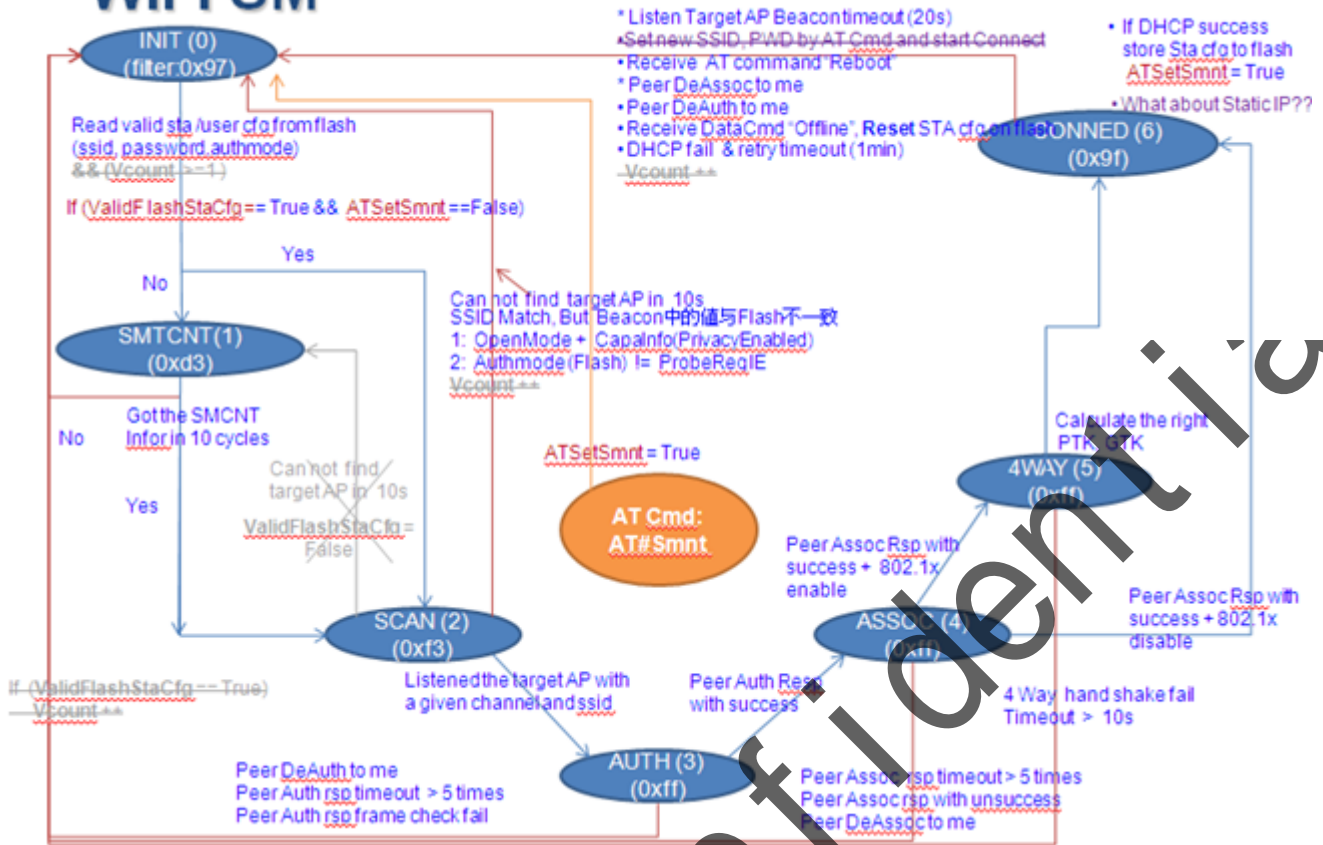 WIFI FSM
* Listen Target AP Beacon timeout (20s)
•Set new SSID, PWD by AT Cmd and start Connect
•Receive AT command “Reboot”
* Peer DeAssoc to me
•Peer DeAuth to me
•Receive DataCmd “Offline”, Reset STA cfg on flash
•DHCP fail & retry timeout (1min)
Vcount ++
• If DHCP success
store Sta cfg to flash
ATSetSmnt = True
• What about Static IP??
INIT (0)
(filter:0x97)
CONNED (6)
(0x9f)
Read valid sta /user cfg from flash
(ssid, password.authmode)
&& (Vcount >=1 )
If (ValidF lashStaCfg == True && ATSetSmnt ==False)
Yes
No
SMTCNT(1)
(0xd3)
Can not find target AP in 10s
SSID Match, But Beacon中的値与Flash不一致
1: OpenMode + CapaInfo(PrivacyEnabled)
2: Authmode (Flash) != ProbeReqIE
Vcount ++
Got the SMCNT
Infor in 10 cycles
No
Yes
Can not find
target AP in 10s
ValidFlashStaCfg =
False
ATSetSmnt = True
AT Cmd:
AT#Smnt
Calculate the right
PTK, GTK
4WAY (5)
(0xff)
Peer Assoc Rsp with
success + 802.1x
enable
Peer Assoc Rsp with
success + 802.1x
disable
SCAN (2)
(0xf3)
ASSOC (4)
(0xff)
If (ValidFlashStaCfg == True)
Vcount ++
Listened the target AP with
a given channel and ssid
Peer Auth Resp
with success
4 Way hand shake fail
Timeout > 10s
AUTH (3)
(0xff)
Peer DeAuth to me
Peer Auth rsp timeout > 5 times
Peer Auth rsp frame check fail
Peer Assoc rsp timeout > 5 times
Peer Assoc rsp with unsuccess
Peer DeAssoc to me